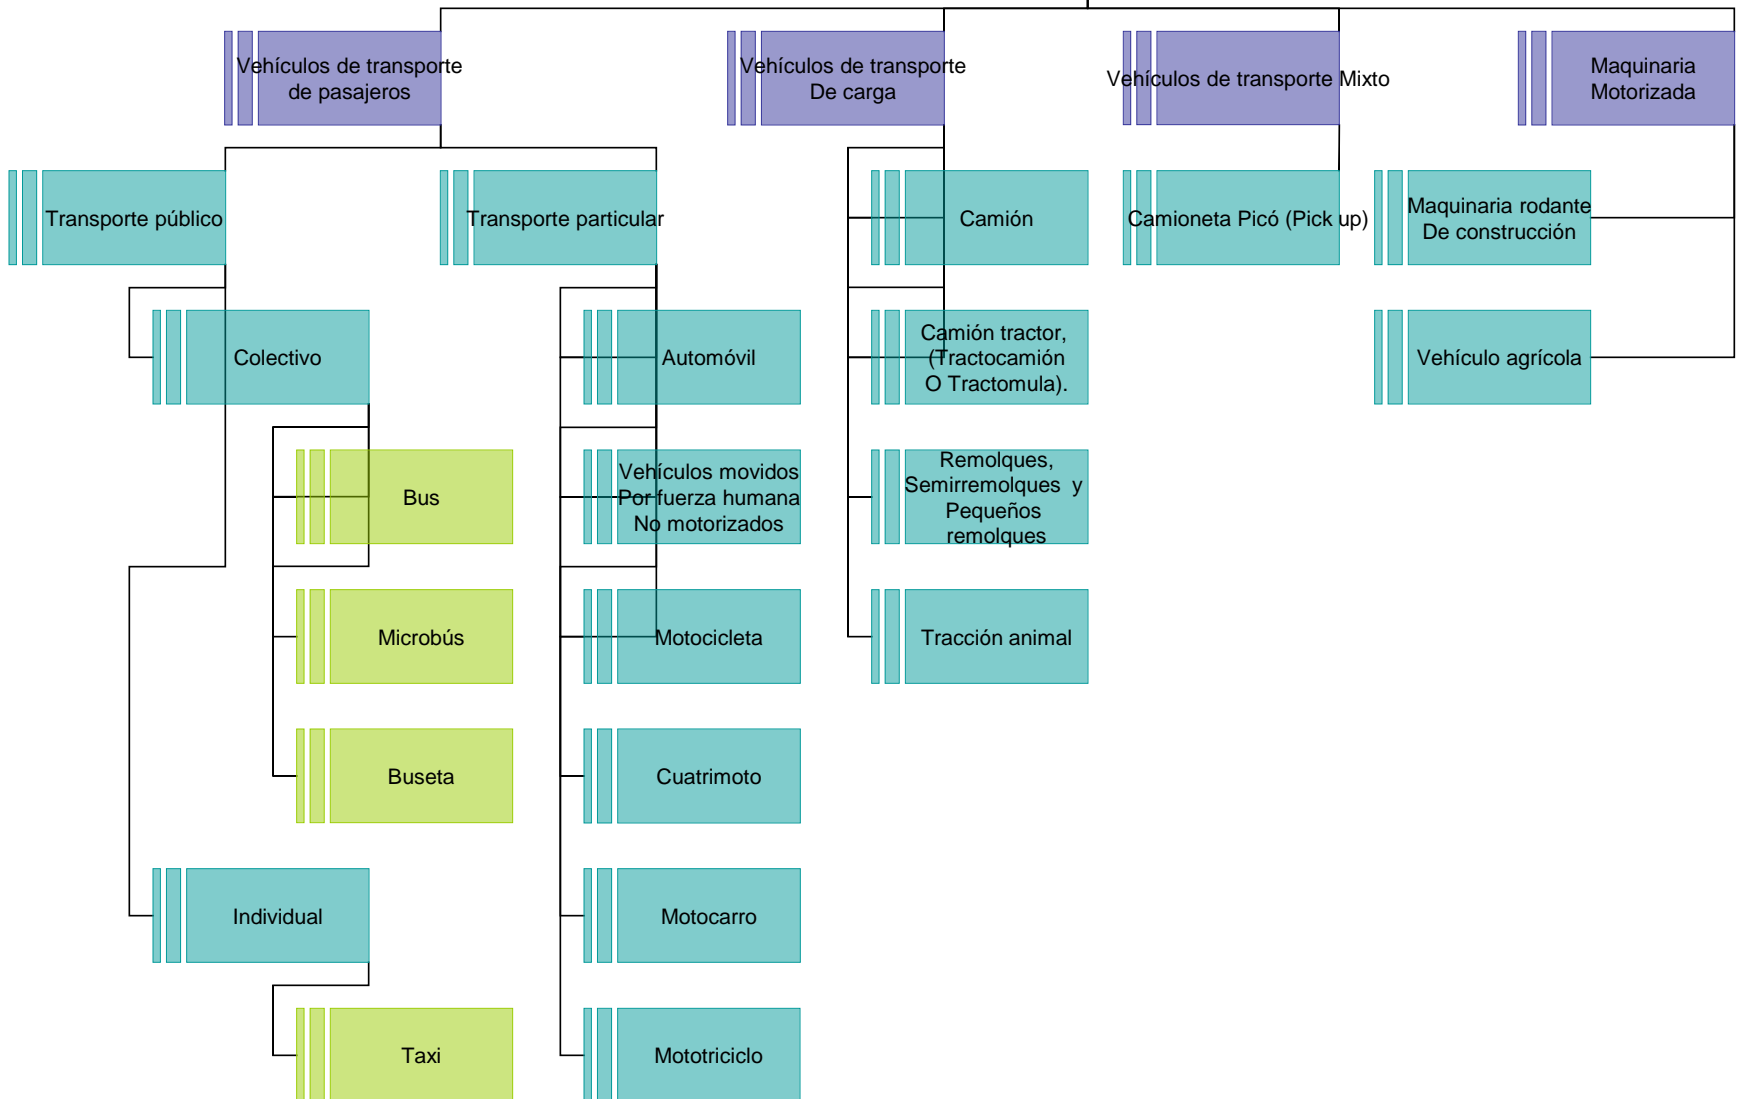 Vehículos de transporte
de pasajeros
Vehículos de transporte
De carga
Vehículos de transporte Mixto
Maquinaria
Motorizada
Transporte público
Transporte particular
Camión
Camioneta Picó (Pick up)
Maquinaria rodante
De construcción
Colectivo
Automóvil
Camión tractor,
(Tractocamión
O Tractomula).
Vehículo agrícola
Bus
Vehículos movidos
Por fuerza humana
No motorizados
Remolques,
Semirremolques y
Pequeños
remolques
Microbús
Motocicleta
Tracción animal
Buseta
Cuatrimoto
Individual
Motocarro
Taxi
Mototriciclo